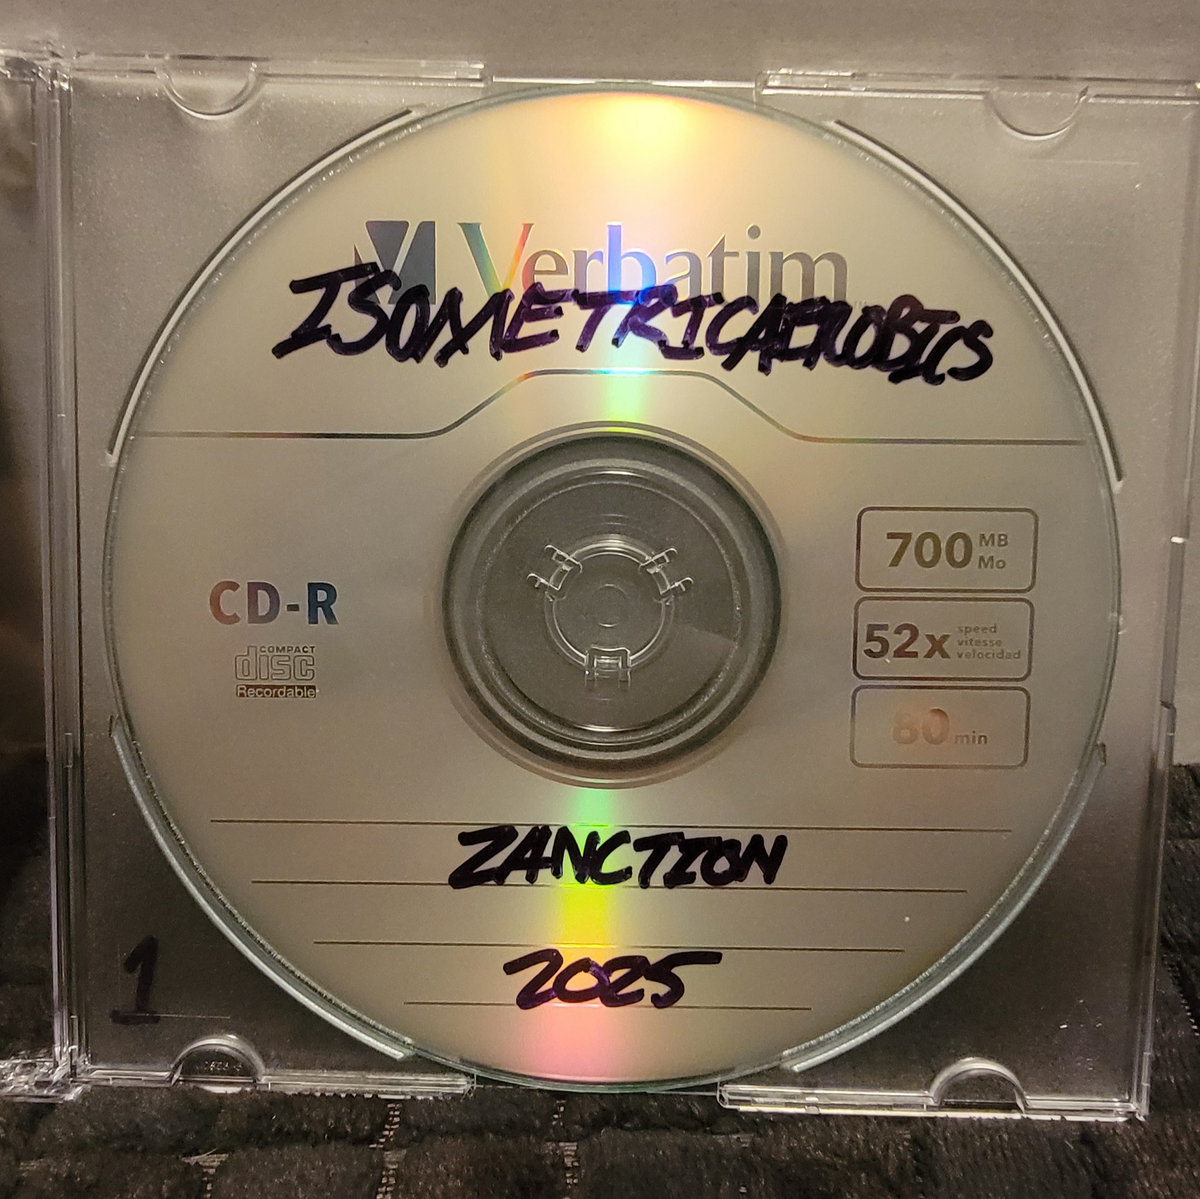 Verbatim
ISOMETRICAEROBICS
700 MB
Mo
CD-R
52x speed
vitesse
velocidad
COMPACT
disc
Recordable
80 min
ZANCTION
2025
1